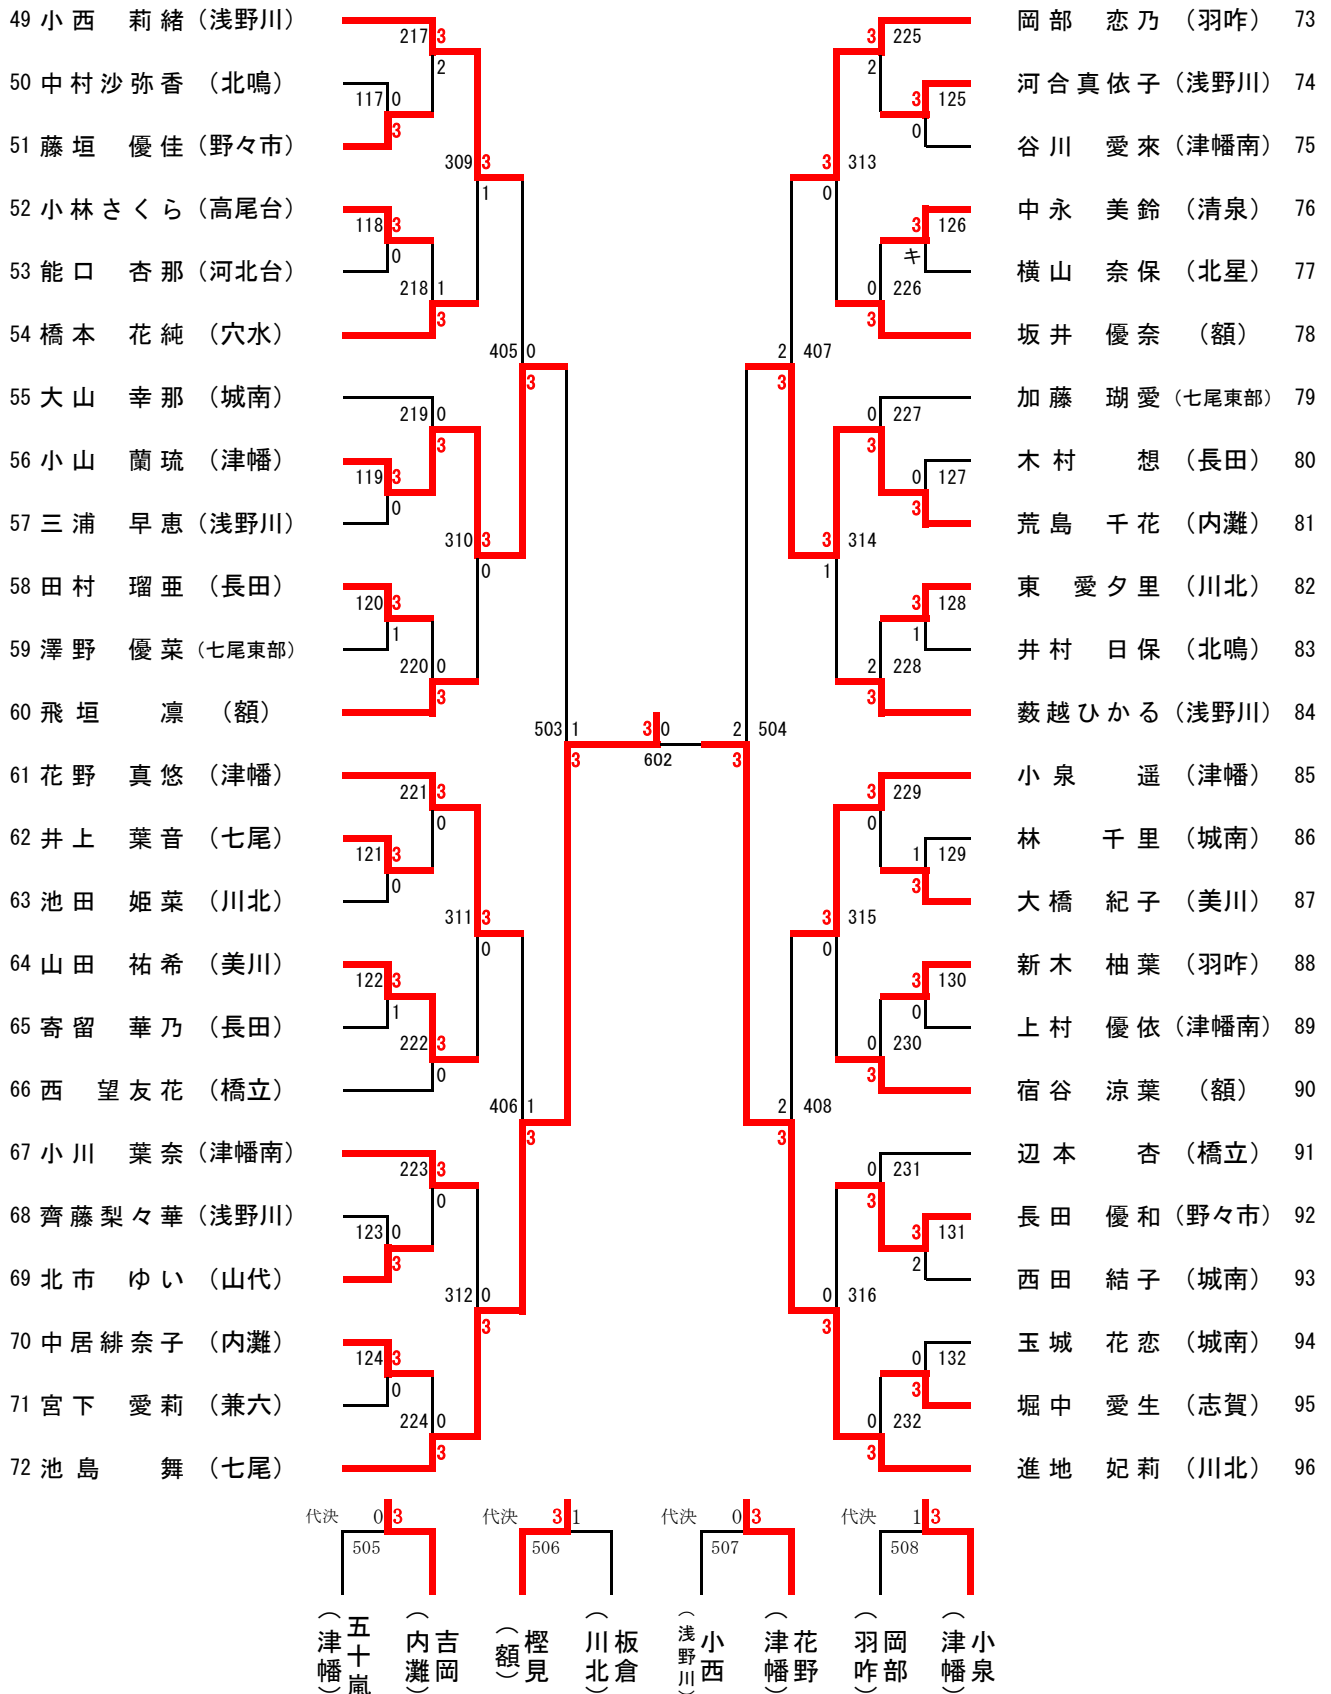 49 小西 莉緒 (浅野川)
50 中村沙弥香 (北鳴)
51 藤垣 優佳 (野々市)
52 小林さくら (高尾台)
53 能口 杏那 (河北台)
54 橋本 花純 (穴水)
55 大山 幸那 (城南)
56 小山 蘭琉 (津幡)
57 三浦 早恵 (浅野川)
58 田村 瑠亜 (長田)
59 澤野 優菜 (七尾東部)
60 飛垣 凛 (額)
61 花野 真悠 (津幡)
62 井上 葉音 (七尾)
63 池田 姫菜 (川北)
64 山田 祐希 (美川)
65 寄留 華乃 (長田)
66 西 望友花 (橋立)
67 小川 葉奈 (津幡南)
68 齊藤梨々華 (浅野川)
69 北市 ゆい (山代)
70 中居緋奈子 (内灘)
71 宮下 愛莉 (兼六)
72 池島 舞 (七尾)
217 3 2
117 0 3
309 3 1
118 3 0
218 1 3
405 0 3
219 0 3
119 3 0
310 3 0
120 3 1
220 0 3
503 1 3
221 3 0
121 3 0
311 3 0
122 3 1
222 3 0
406 1 3
223 3 0
123 0 3
312 0 3
124 3 0
224 0 3
3 0
602
3 225 2
3 125 0
3 313 0
3 126 キ
0 226 3
2 407 3
0 227 3
0 127 3
3 314 1
3 128 1
2 228 3
2 504 3
3 229 0
1 129 3
3 315 0
3 130 0
0 230 3
2 408 3
0 231 3
3 131 2
0 316 3
0 132 3
0 232 3
岡部 恋乃 (羽咋) 73
河合真依子 (浅野川) 74
谷川 愛來 (津幡南) 75
中永 美鈴 (清泉) 76
横山 奈保 (北星) 77
坂井 優奈 (額) 78
加藤 瑚愛 (七尾東部) 79
木村 想 (長田) 80
荒島 千花 (内灘) 81
東 愛夕里 (川北) 82
井村 日保 (北鳴) 83
薮越ひかる (浅野川) 84
小泉 遥 (津幡) 85
林 千里 (城南) 86
大橋 紀子 (美川) 87
新木 柚葉 (羽咋) 88
上村 優依 (津幡南) 89
宿谷 涼葉 (額) 90
辺本 杏 (橋立) 91
長田 優和 (野々市) 92
西田 結子 (城南) 93
玉城 花恋 (城南) 94
堀中 愛生 (志賀) 95
進地 妃莉 (川北) 96
代決 0 3
505
五十嵐 (津幡)
吉岡 (内灘)
代決 3 1
506
樫見 (額)
板倉 (川北)
代決 0 3
507
小西 (浅野川)
花野 (津幡)
代決 1 3
508
岡部 (羽咋)
小泉 (津幡)